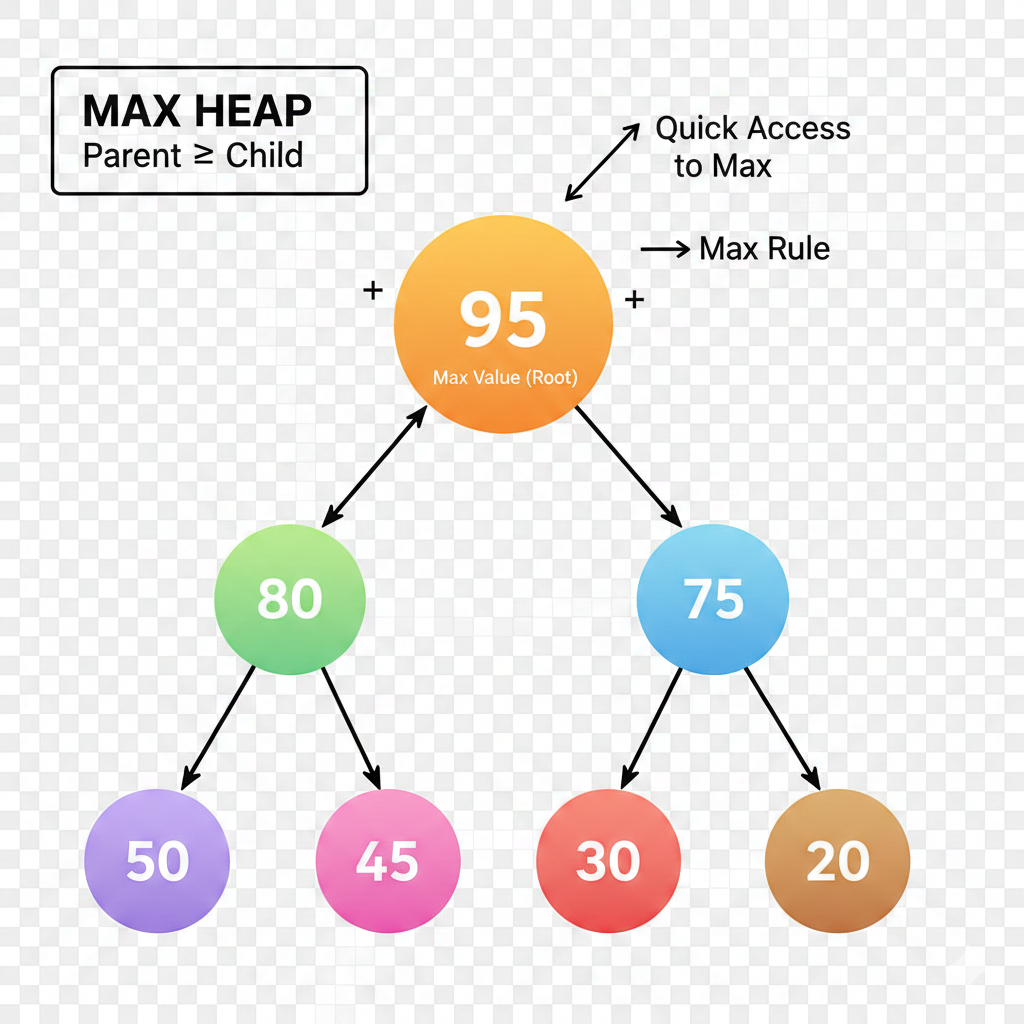 MAX HEAP
Parent ≥ Child
Quick Access
to Max
Max Rule
+
+
95
Max Value (Root)
80
75
50
45
30
20